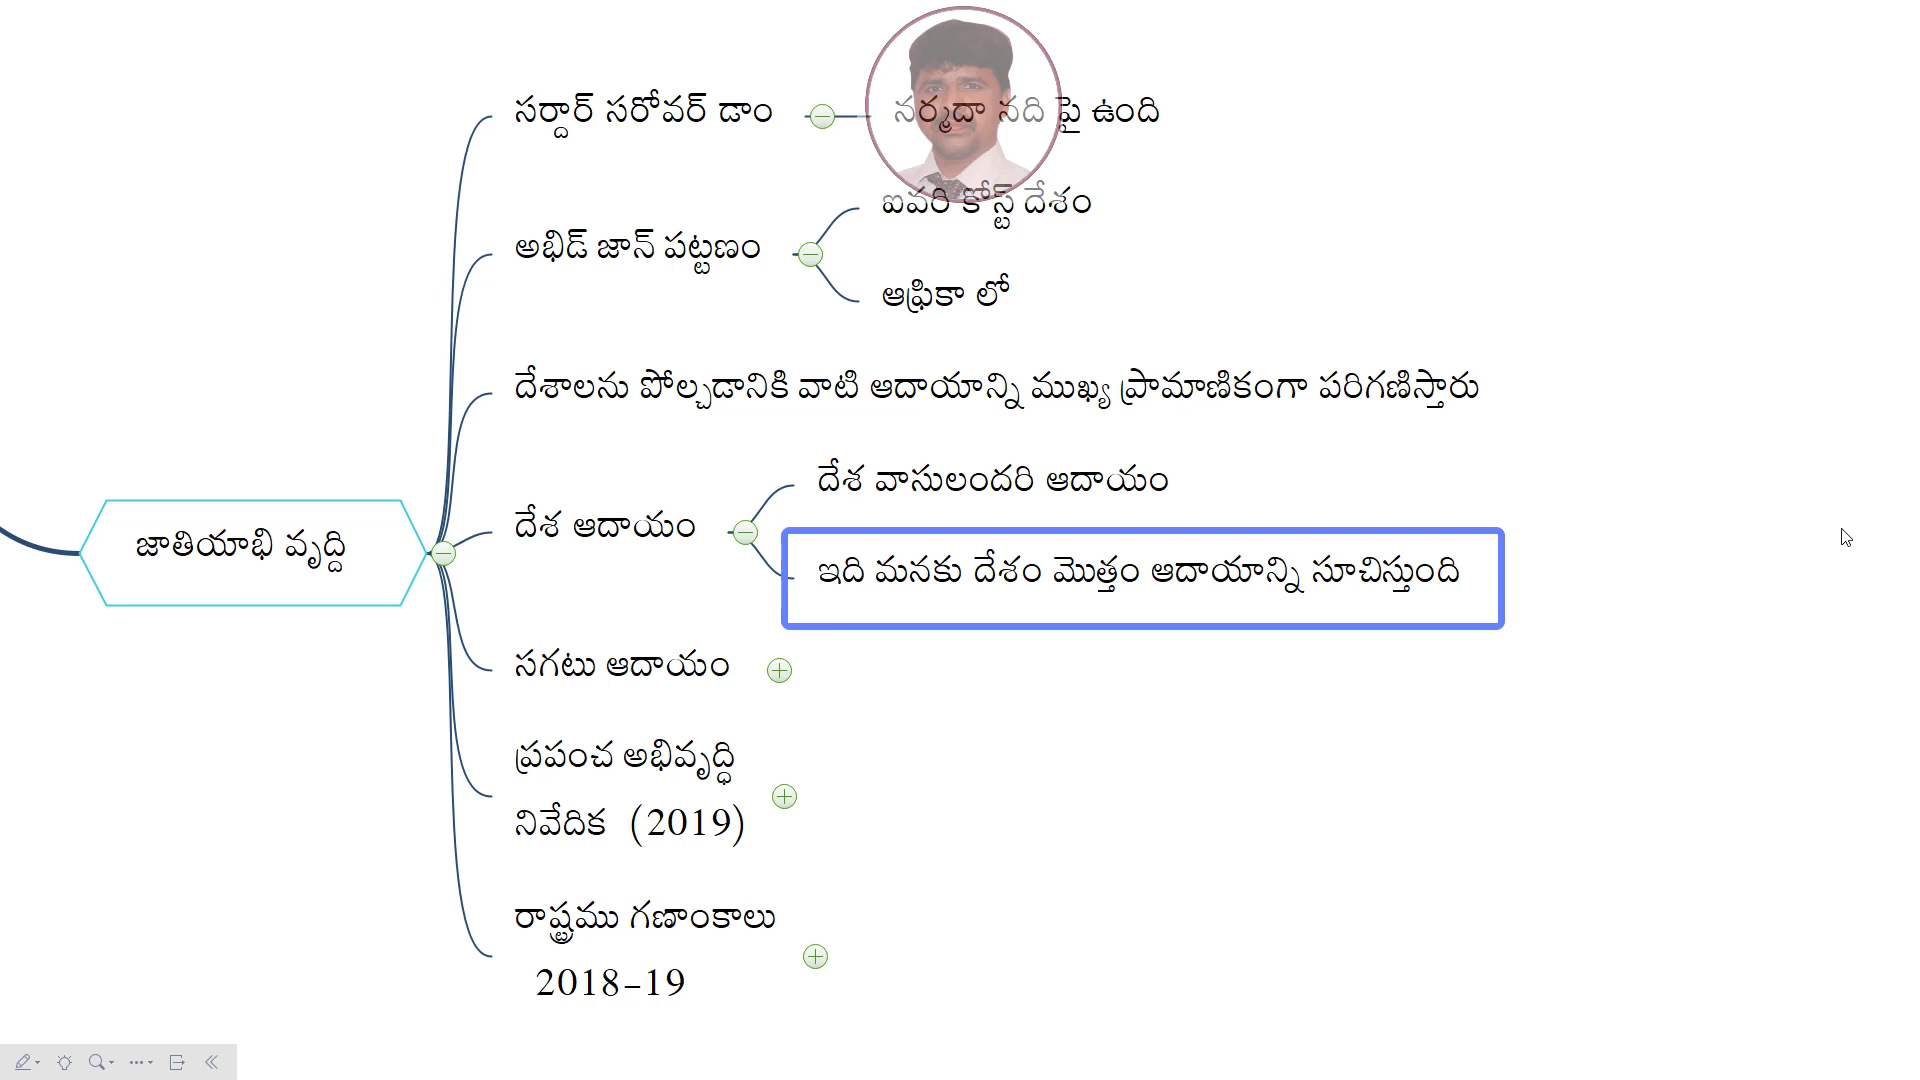 సర్దార్ సరోవర్ డాం
నర్మదా నది పై ఉంది
ఐవరి కోస్ట్ దేశం
అభిడ్ జాన్ పట్టణం
ఆఫ్రికా లో
దేశాలను పోల్చడానికి వాటి ఆదాయాన్ని ముఖ్య ప్రామాణికంగా పరిగణిస్తారు
దేశ వాసులందరి ఆదాయం
దేశ ఆదాయం
జాతియాభి వృద్ది
ఇది మనకు దేశం మొత్తం ఆదాయాన్ని సూచిస్తుంది
సగటు ఆదాయం
ప్రపంచ అభివృద్ధి
నివేదిక (2019)
రాష్ట్రము గణాంకాలు
2018-19